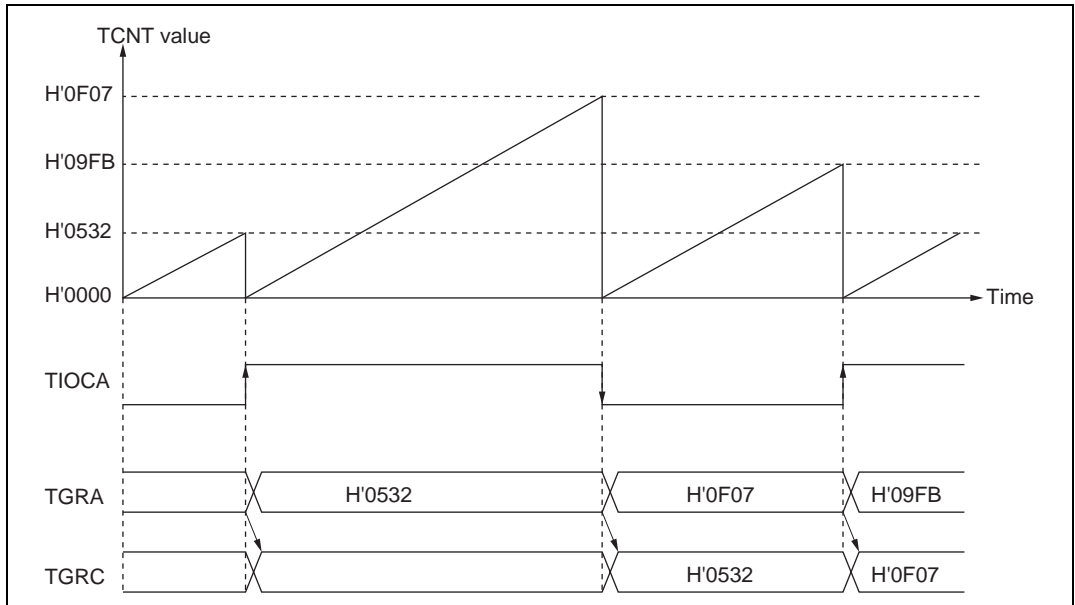 TCNT value
H'0F07
H'09FB
H'0532
H'0000
Time
TIOCA
TGRA
H'0532
H'0F07
H'09FB
TGRC
H'0532
H'0F07